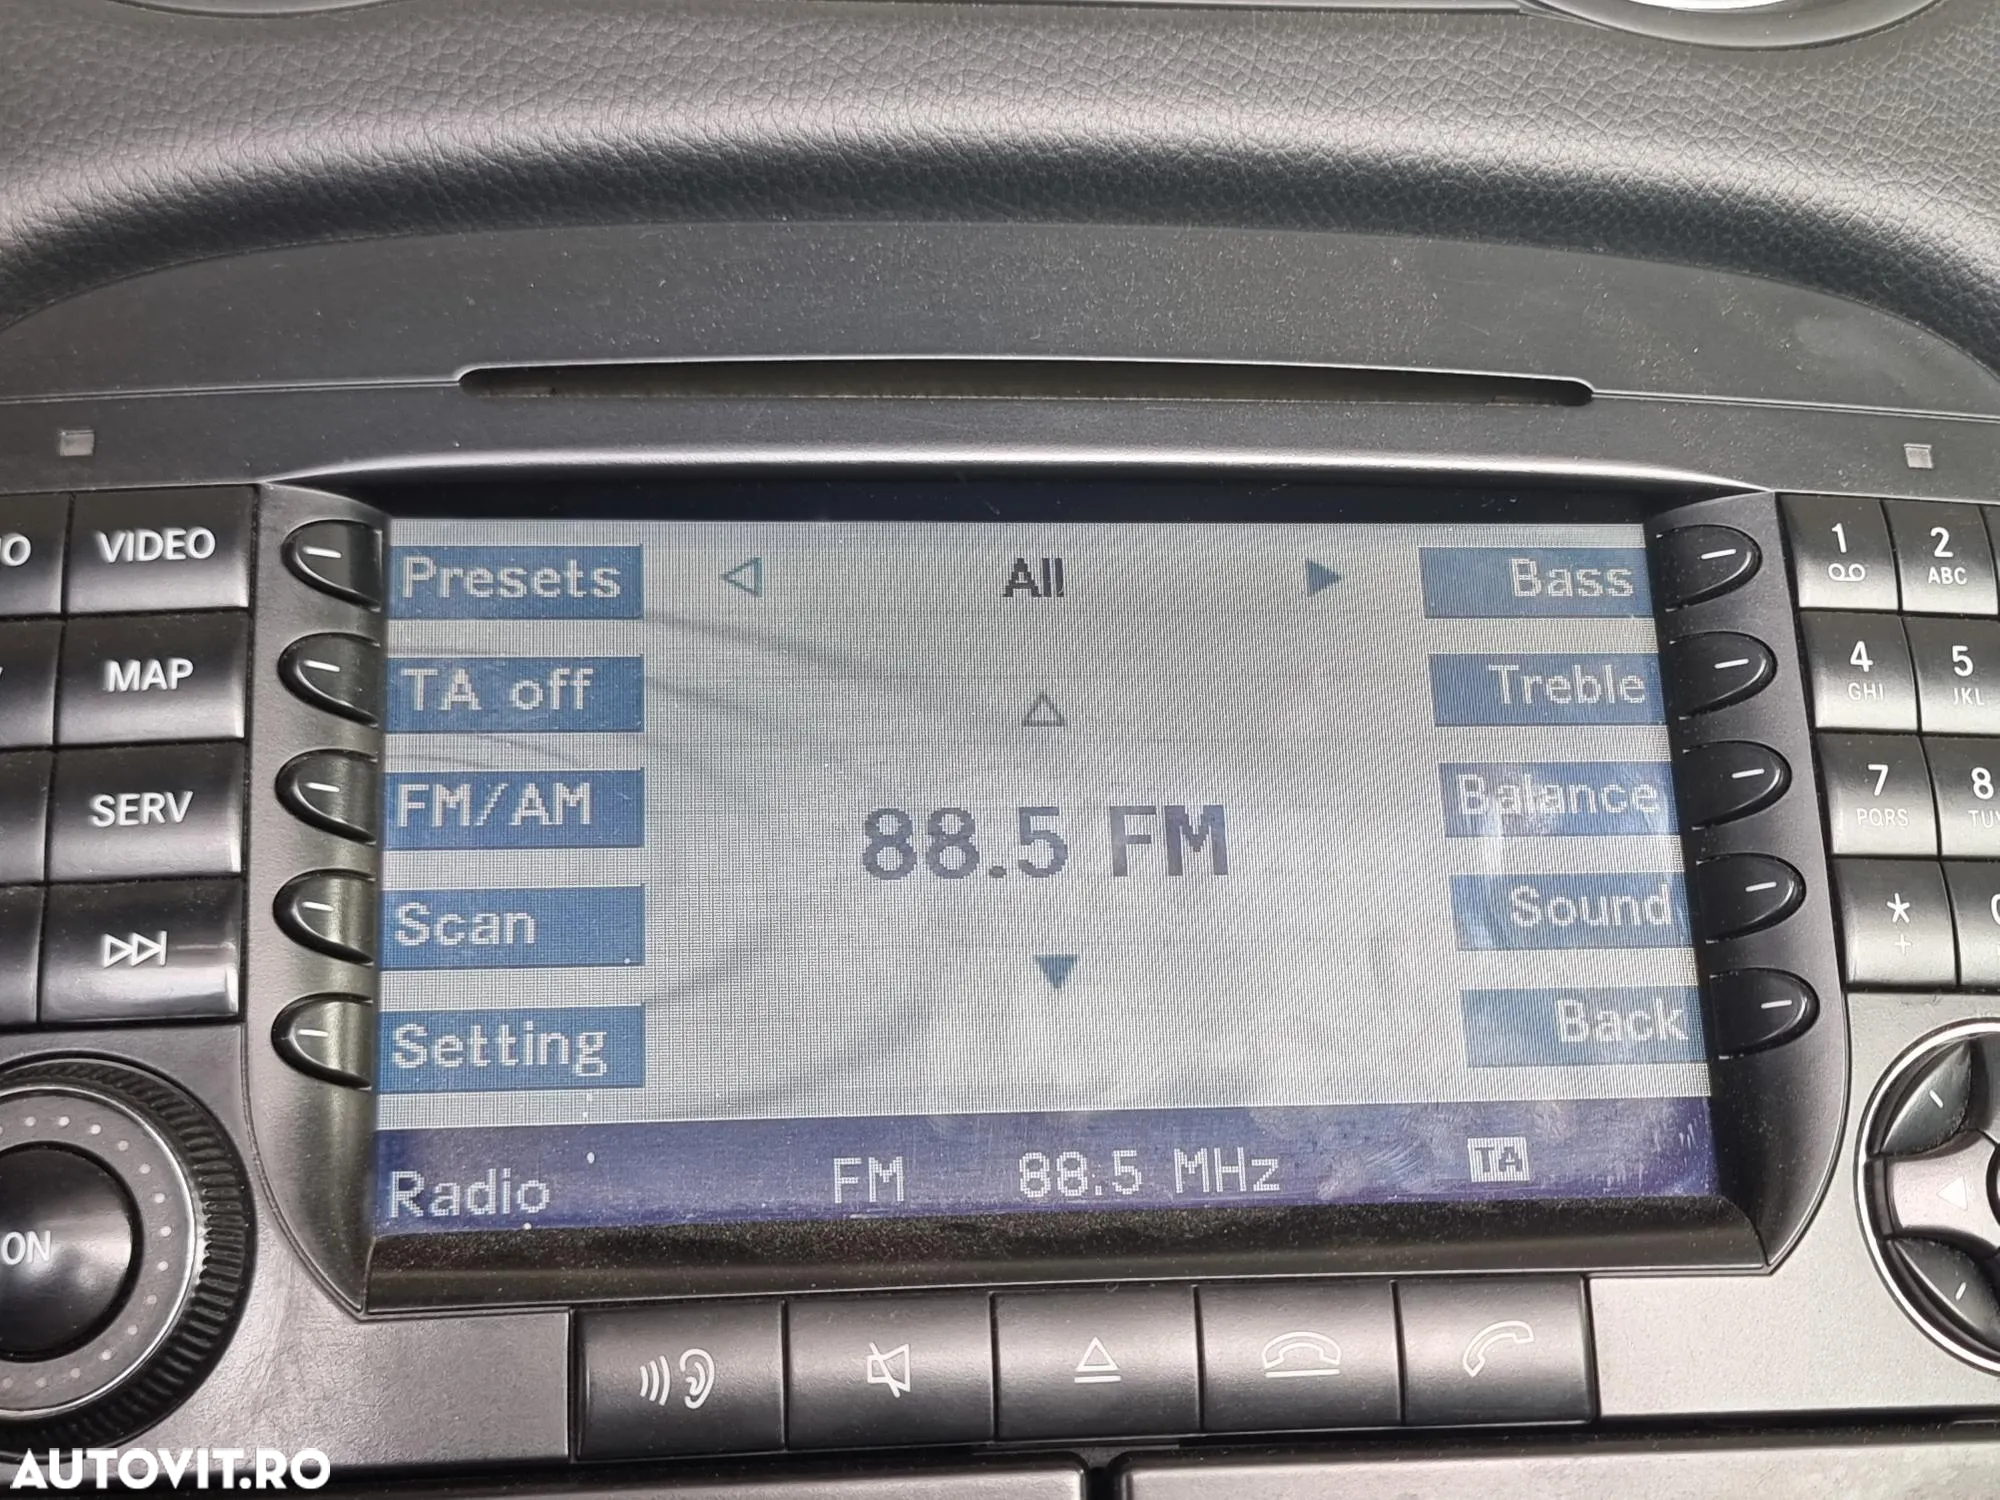 VIDEO
MAP
SERV
ON
Presets
TA off
FM/AM
Scan
Setting
All
88.5 FM
Bass
Treble
Balance
Sound
Back
Radio FM 88.5 MHz TA
1
2
ABC
4
GHI
5
JKL
7
PQRS
8
*
+
AUTOVIT.RO